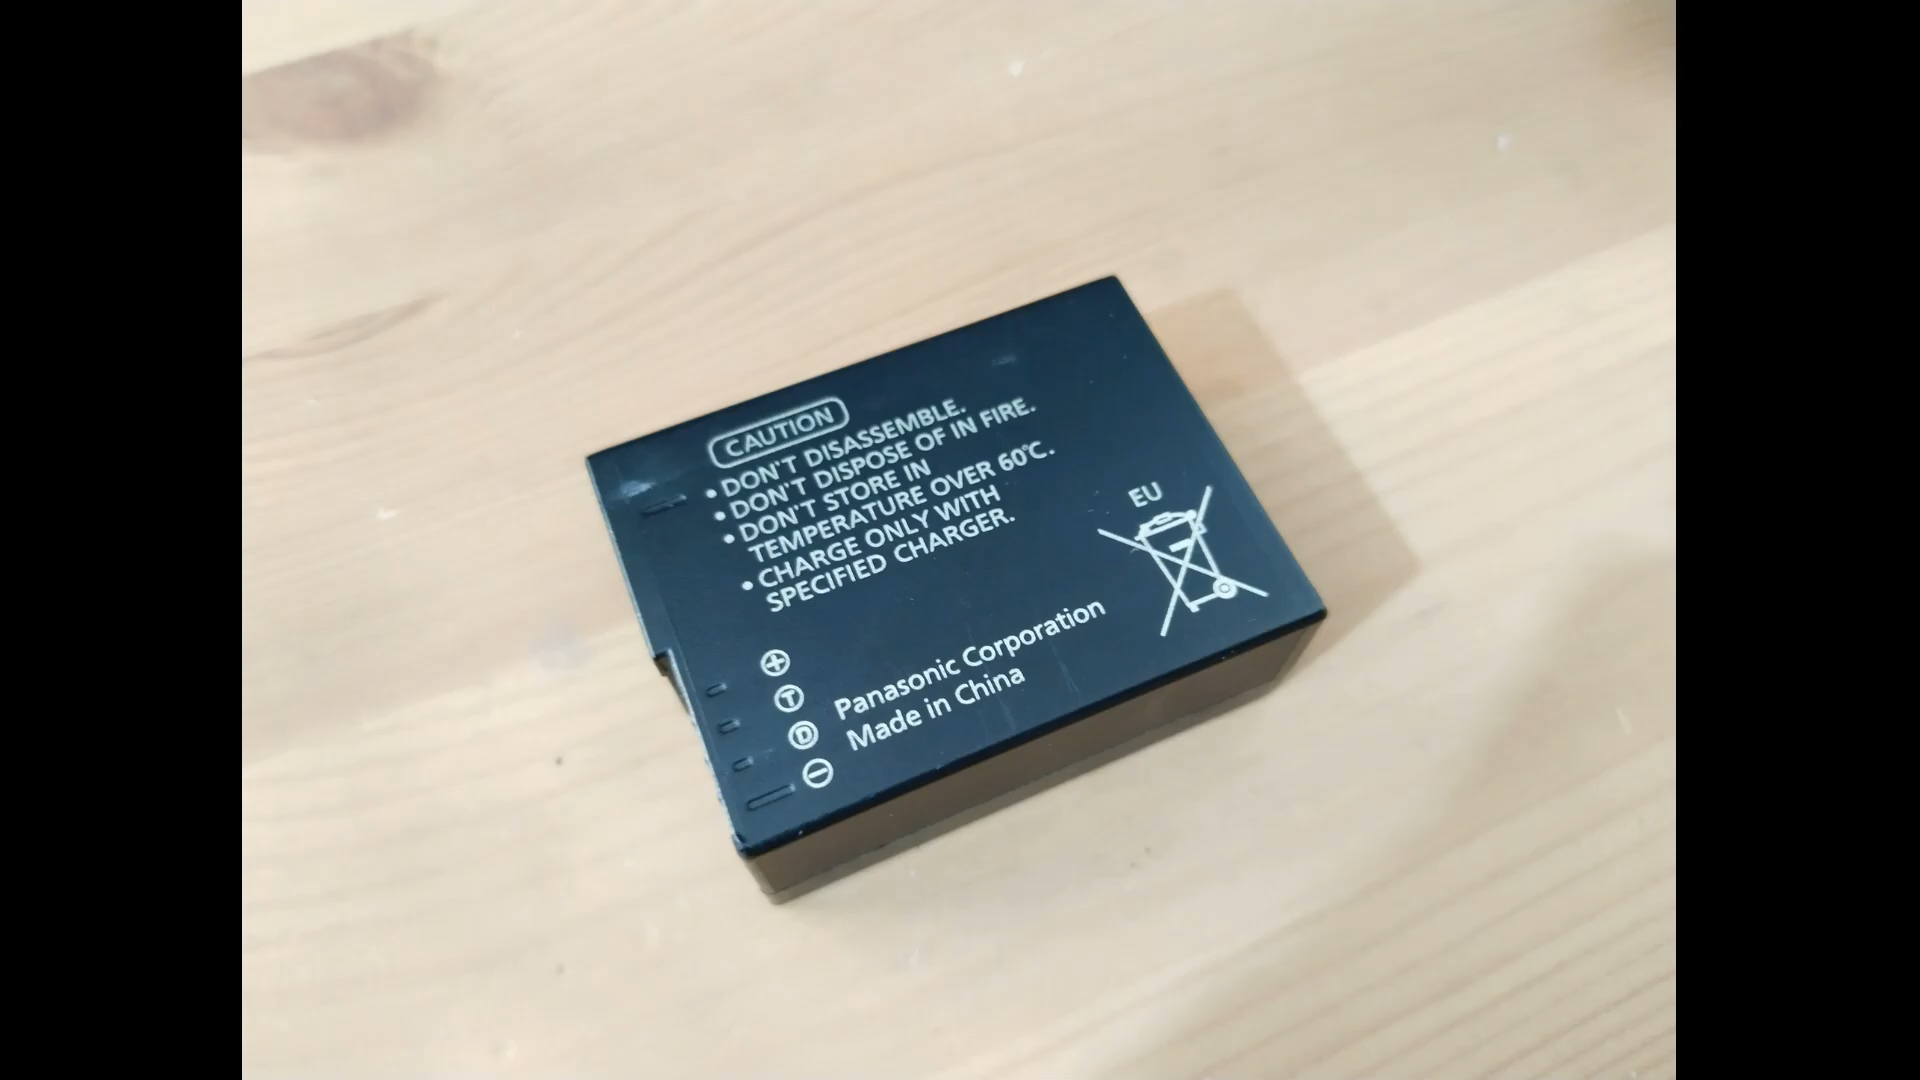 CAUTION
• DON'T DISASSEMBLE.
• DON'T DISPOSE OF IN FIRE.
• DON'T STORE IN
TEMPERATURE OVER 60℃.
• CHARGE ONLY WITH
SPECIFIED CHARGER.
EU
+
T
D
−
Panasonic Corporation
Made in China